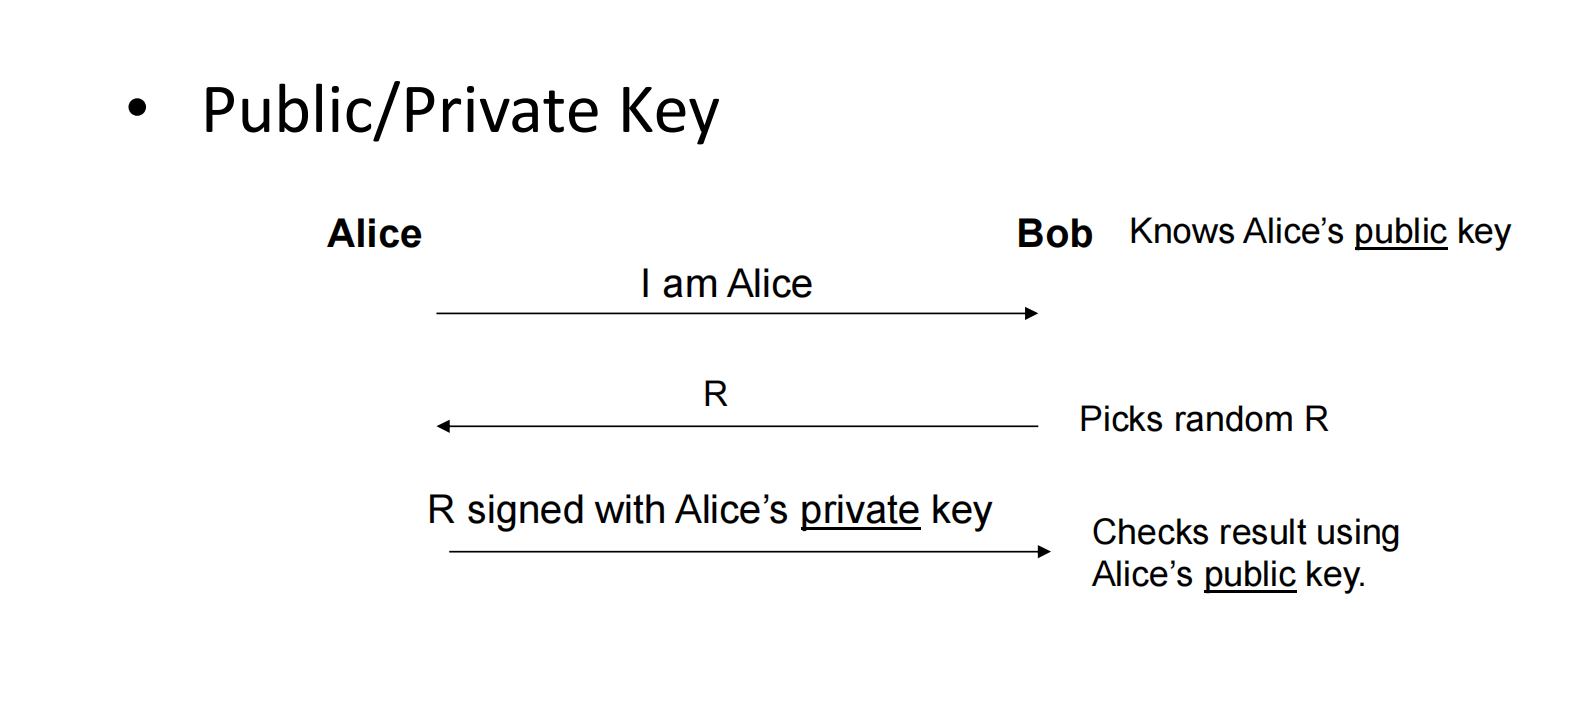 • Public/Private Key
Alice
Bob
Knows Alice's public key
I am Alice
R
Picks random R
R signed with Alice's private key
Checks result using
Alice's public key.